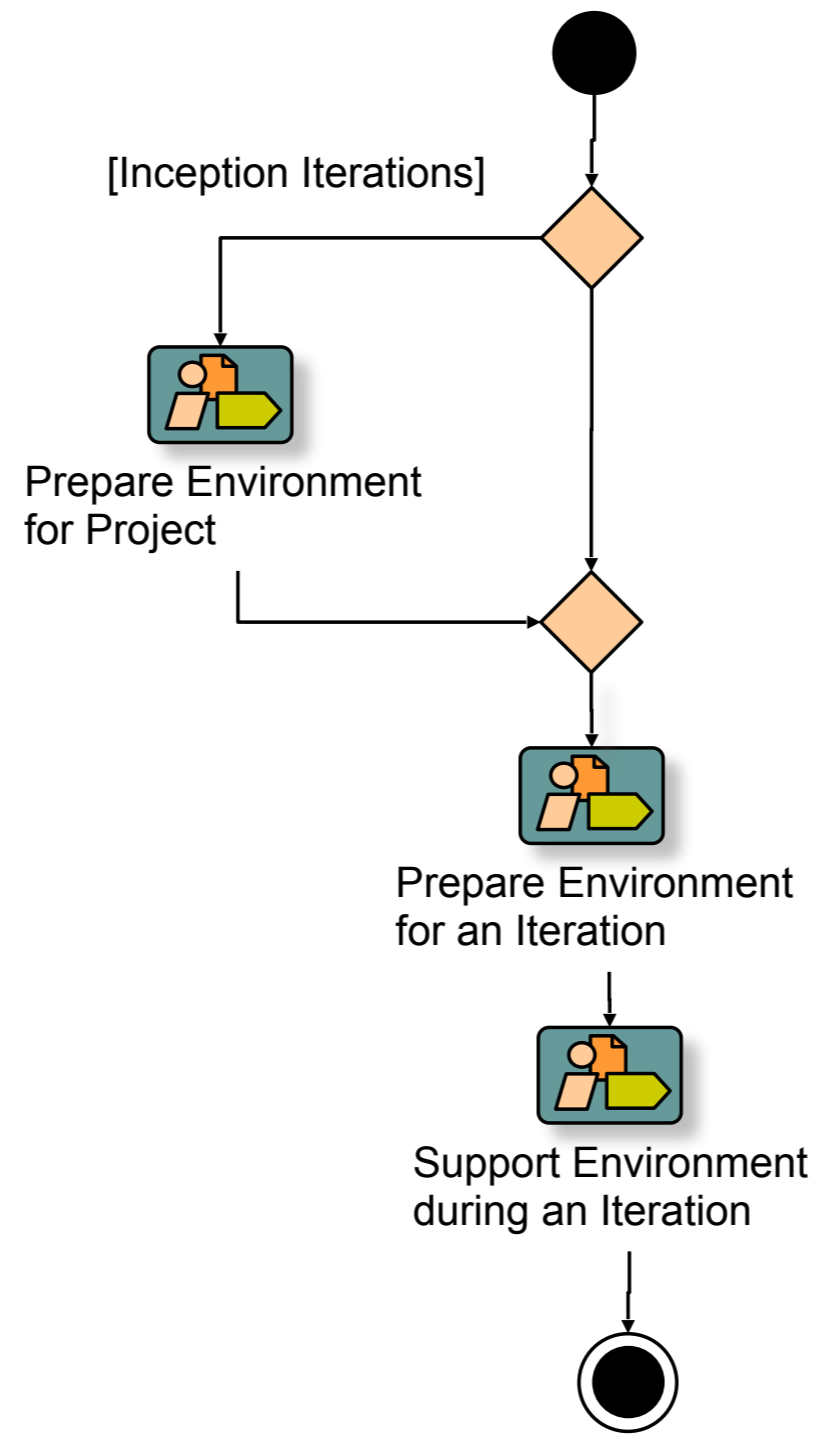 [Inception Iterations]
Prepare Environment
for Project
Prepare Environment
for an Iteration
Support Environment
during an Iteration